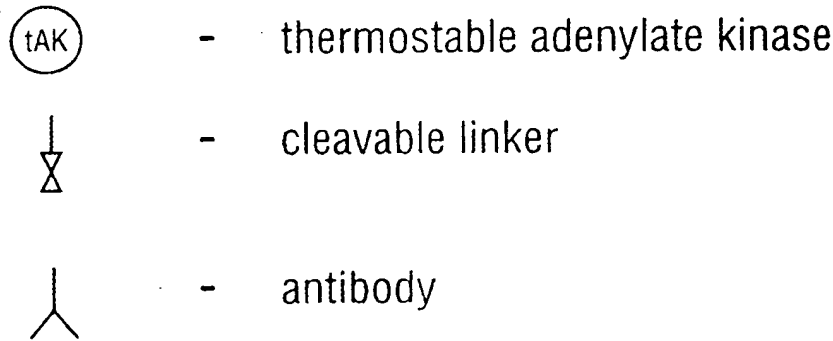 tAK - thermostable adenylate kinase
- cleavable linker
- antibody